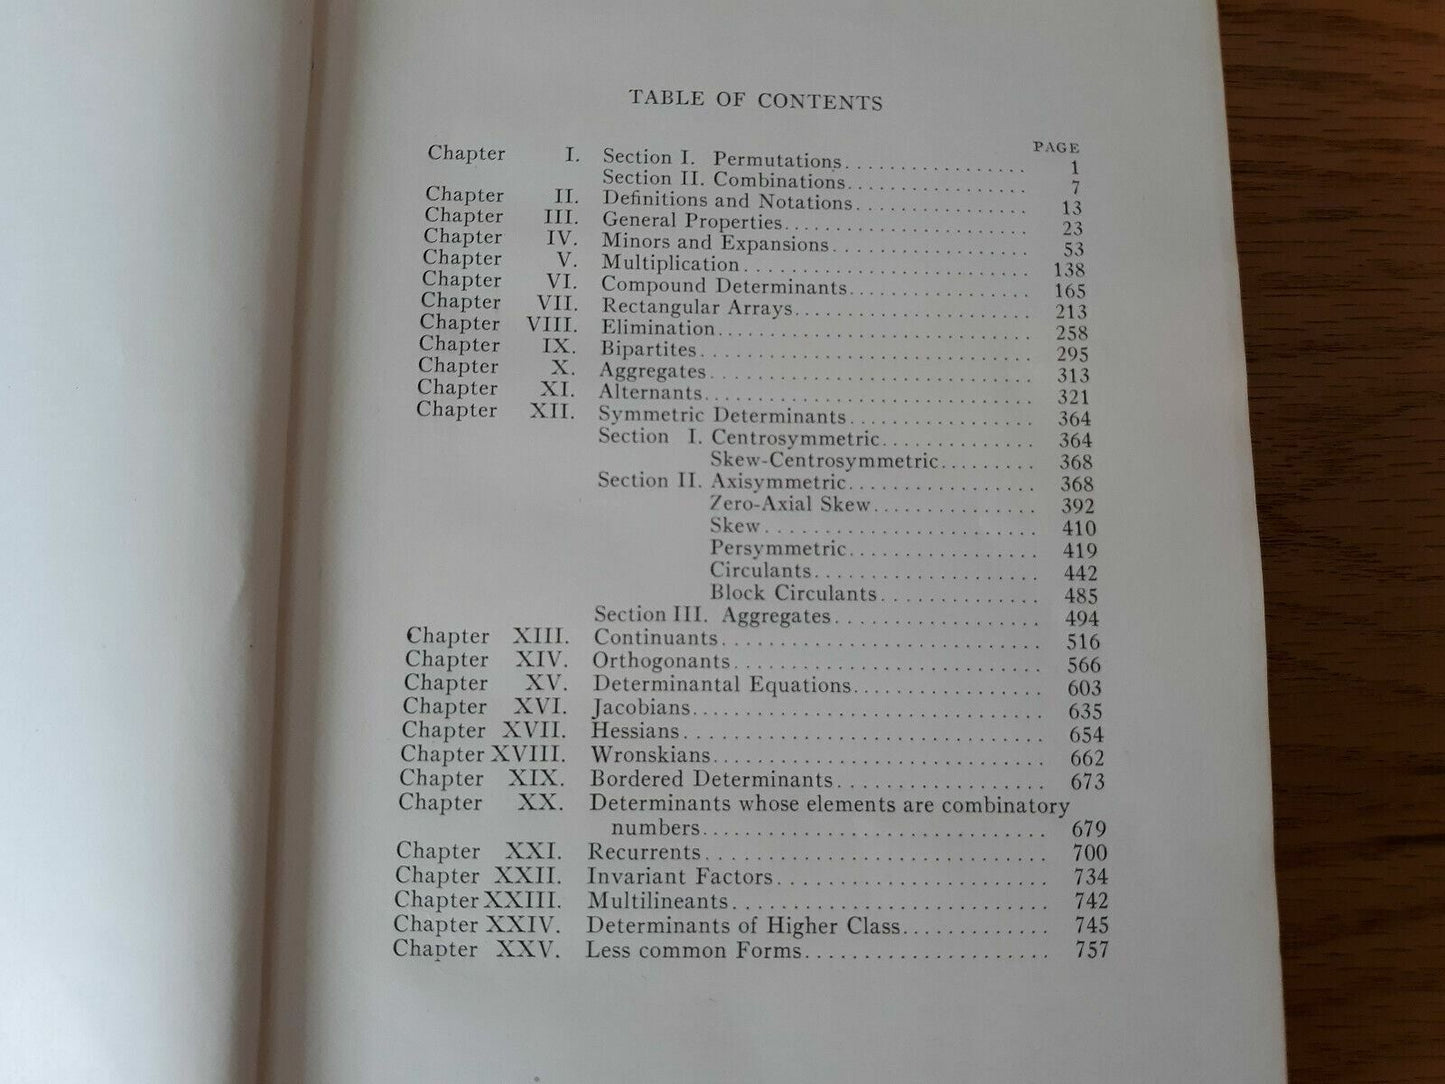 TABLE OF CONTENTS
PAGE
Chapter I. Section I. Permutations.................. 1
Section II. Combinations.................. 7
Chapter II. Definitions and Notations.................. 13
Chapter III. General Properties.................. 23
Chapter IV. Minors and Expansions.................. 53
Chapter V. Multiplication.................. 138
Chapter VI. Compound Determinants.................. 165
Chapter VII. Rectangular Arrays.................. 213
Chapter VIII. Elimination.................. 258
Chapter IX. Bipartites.................. 295
Chapter X. Aggregates.................. 313
Chapter XI. Alternants.................. 321
Chapter XII. Symmetric Determinants.................. 364
Section I. Centrosymmetric.................. 364
Skew-Centrosymmetric......... 368
Section II. Axisymmetric.................. 368
Zero-Axial Skew............... 392
Skew.................. 410
Persymmetric.................. 419
Circulants.................. 442
Block Circulants.............. 485
Section III. Aggregates.................. 494
Chapter XIII. Continuants.................. 516
Chapter XIV. Orthogonants.................. 566
Chapter XV. Determinantal Equations.................. 603
Chapter XVI. Jacobians.................. 635
Chapter XVII. Hessians.................. 654
Chapter XVIII. Wronskians.................. 662
Chapter XIX. Bordered Determinants.................. 673
Chapter XX. Determinants whose elements are combinatory
numbers.................. 679
Chapter XXI. Recurrents.................. 700
Chapter XXII. Invariant Factors.................. 734
Chapter XXIII. Multilineants.................. 742
Chapter XXIV. Determinants of Higher Class............. 745
Chapter XXV. Less common Forms.................. 757